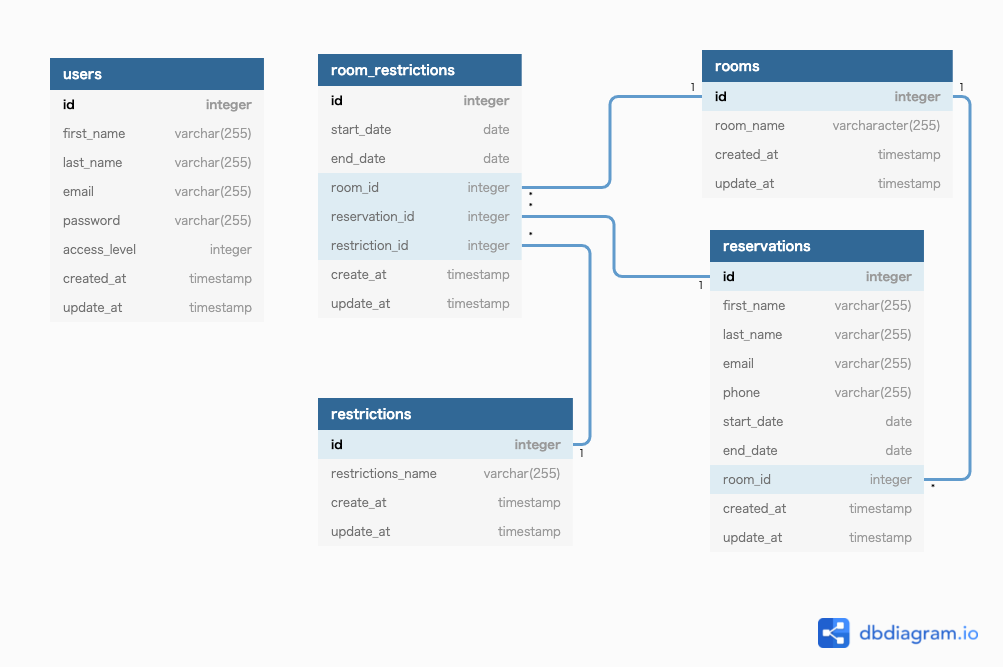 users
id integer
first_name varchar(255)
last_name varchar(255)
email varchar(255)
password varchar(255)
access_level integer
created_at timestamp
update_at timestamp
room_restrictions
id integer
start_date date
end_date date
room_id integer
reservation_id integer
restriction_id integer
create_at timestamp
update_at timestamp
1
1
rooms
id integer
room_name varcharacter(255)
created_at timestamp
update_at timestamp
*
*
*
1
reservations
id integer
first_name varchar(255)
last_name varchar(255)
email varchar(255)
phone varchar(255)
start_date date
end_date date
room_id integer
created_at timestamp
update_at timestamp
*
restrictions
id integer
restrictions_name varchar(255)
create_at timestamp
update_at timestamp
1
dbdiagram.io